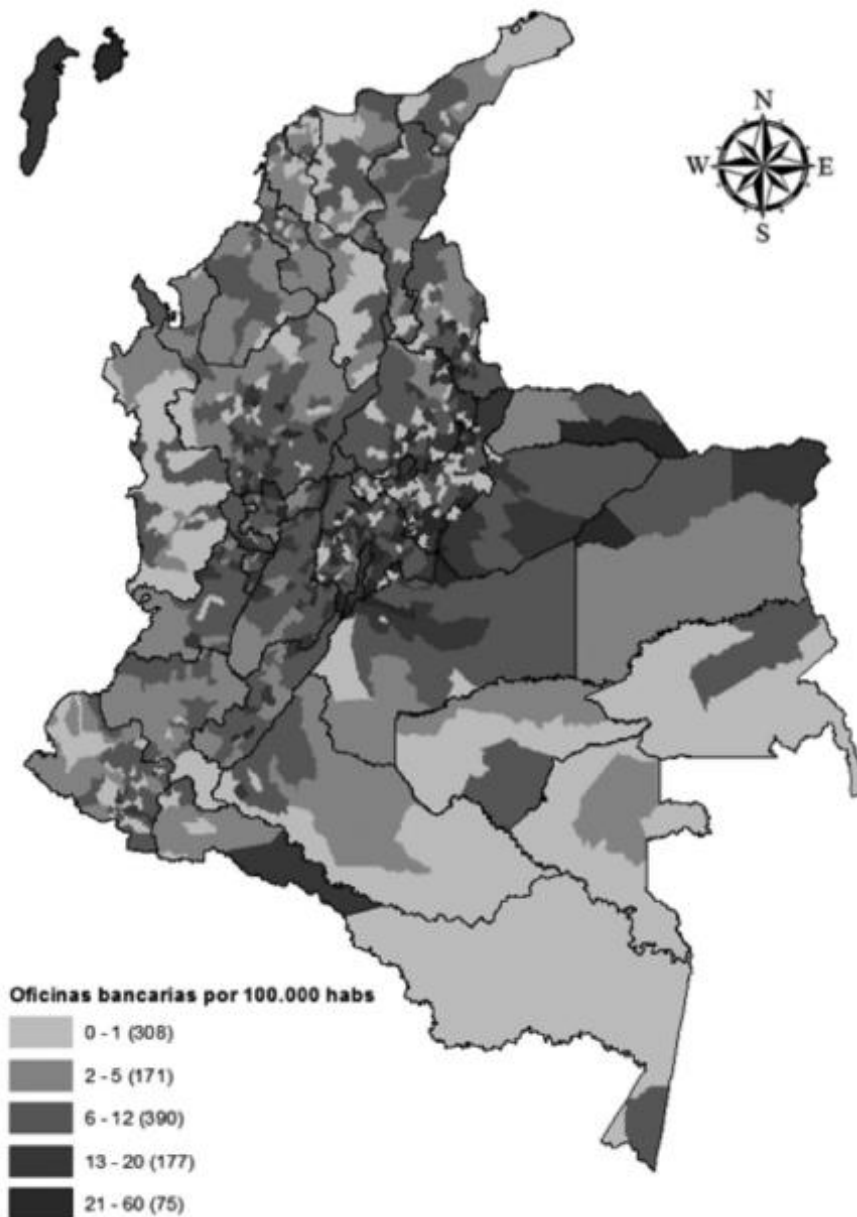 N
W E
S
Oficinas bancarias por 100.000 habs
0 - 1 (308)
2 - 5 (171)
6 - 12 (390)
13 - 20 (177)
21 - 60 (75)